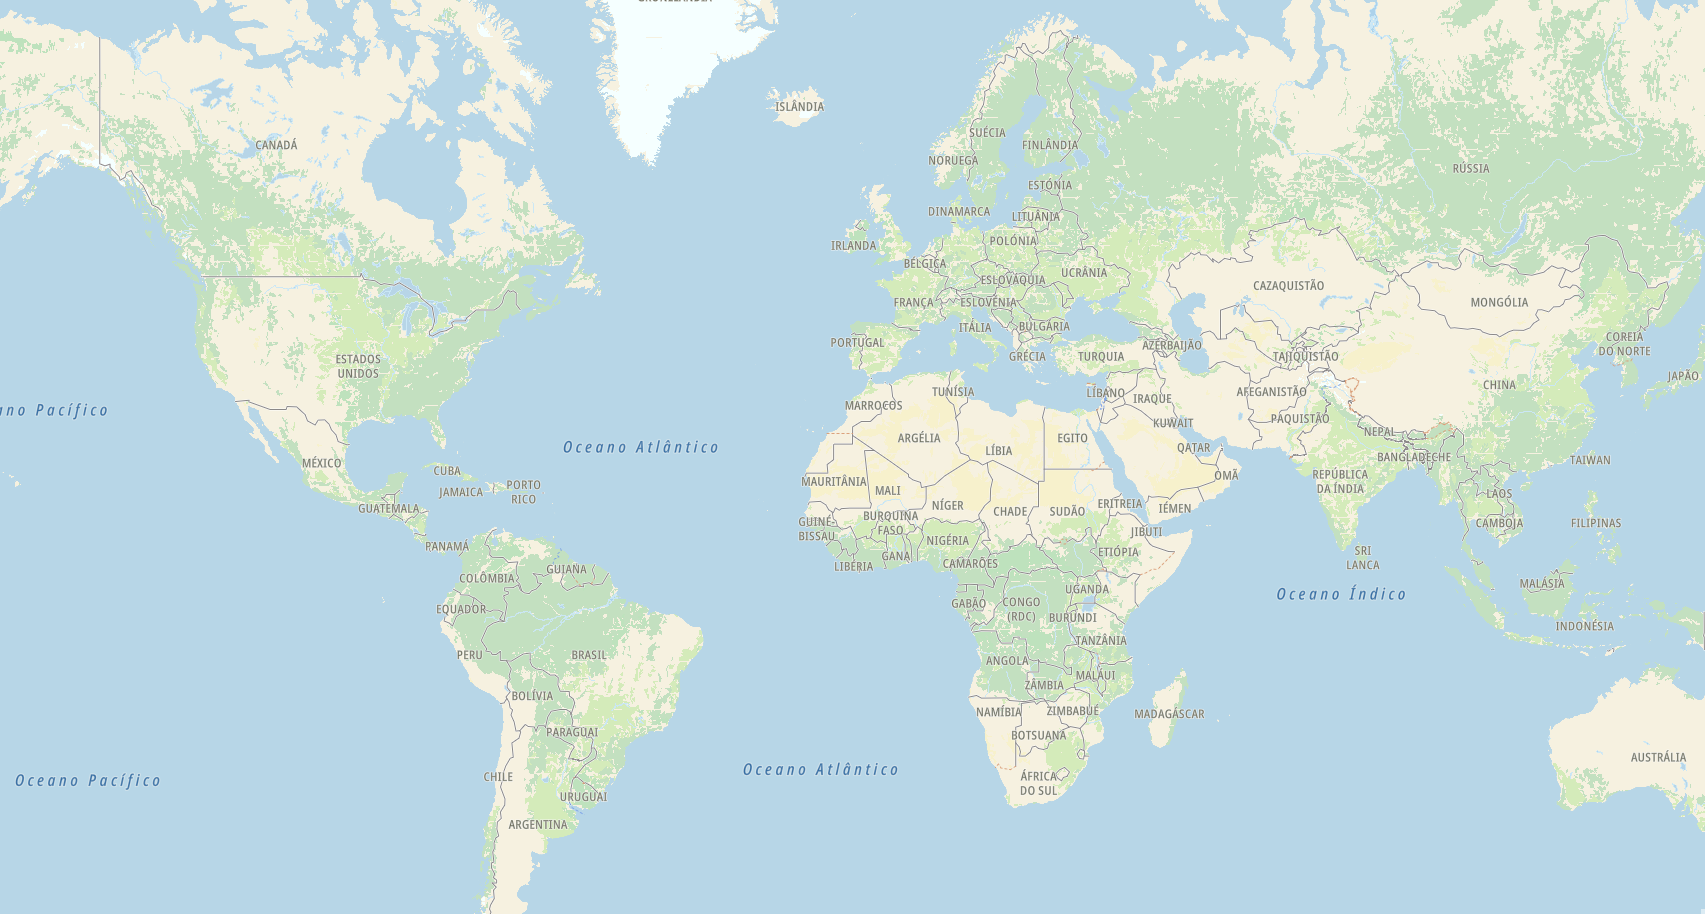 ISLÂNDIA
SUÉCIA
FINLÂNDIA
CANADÁ
NORUEGA
RÚSSIA
ESTÓNIA
DINAMARCA
LITUÂNIA
IRLANDA
POLÓNIA
BÉLGICA
UCRÂNIA
ESLOVÁQUIA
CAZAQUISTÃO
FRANÇA
ESLOVÉNIA
MONGÓLIA
ITÁLIA
BULGÁRIA
PORTUGAL
AZERBAIJÃO
COREIA
DO NORTE
GRÉCIA
TURQUIA
TAJIQUISTÃO
ESTADOS
UNIDOS
JAPÃO
CHINA
TUNÍSIA
LÍBANO
IRAQUE
AFEGANISTÃO
MARROCOS
Pacífico
PAQUISTÃO
KUWAIT
NEPAL
ARGÉLIA
EGITO
Oceano Atlântico
LÍBIA
QATAR
BANGLADECHE
TAIWAN
MÉXICO
CUBA
OMÃ
REPÚBLICA
DA ÍNDIA
MAURITÂNIA
MALI
JAMAICA
PORTO
RICO
LAOS
GUATEMALA
NÍGER
CHADE
SUDÃO
ERITREIA
IÉMEN
GUINÉ-
BISSAU
BURQUINA
FASO
CAMBOJA
FILIPINAS
JIBUTI
PANAMÁ
NIGÉRIA
GANA
ETIÓPIA
SRI
LANCA
LIBÉRIA
CAMARÕES
GUIANA
COLÔMBIA
MALÁSIA
UGANDA
Oceano Índico
GABÃO
CONGO
(RDC)
EQUADOR
BURUNDI
INDONÉSIA
TANZÂNIA
PERU
BRASIL
ANGOLA
MALAUI
ZÂMBIA
BOLÍVIA
NAMÍBIA
ZIMBABUÉ
MADAGÁSCAR
PARAGUAI
BOTSUANA
AUSTRÁLIA
Oceano Atlântico
CHILE
Oceano Pacífico
ÁFRICA
DO SUL
URUGUAI
ARGENTINA